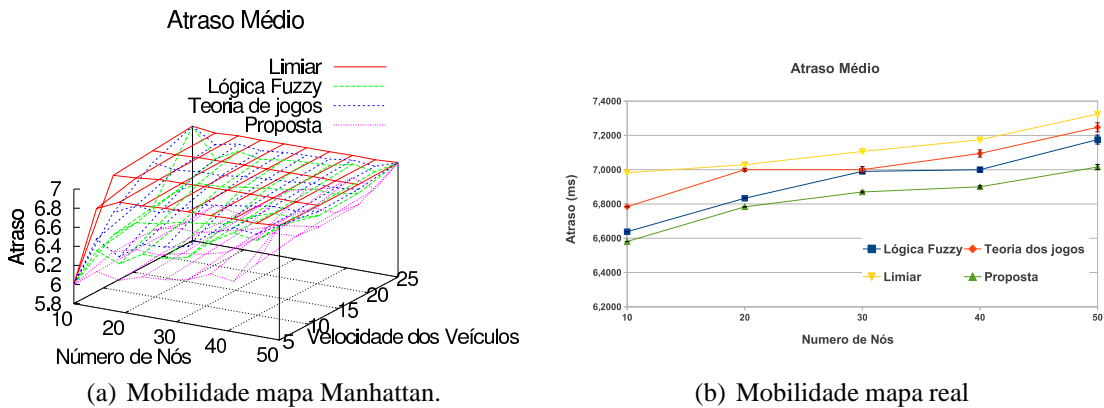 Atraso Médio
Limiar
Lógica Fuzzy
Teoria de jogos
Proposta
7
6.8
6.6
6.4
6.2
6
5.8
Atraso
10
20
30
40
50
Número de Nós
5
10
15
20
25
Velocidade dos Veículos
(a) Mobilidade mapa Manhattan.
Atraso Médio
7,4000
7,2000
7,0000
6,8000
6,6000
6,4000
6,2000
Atraso (ms)
Lógica Fuzzy
Teoria dos jogos
Limiar
Proposta
10
20
30
40
50
Numero de Nós
(b) Mobilidade mapa real